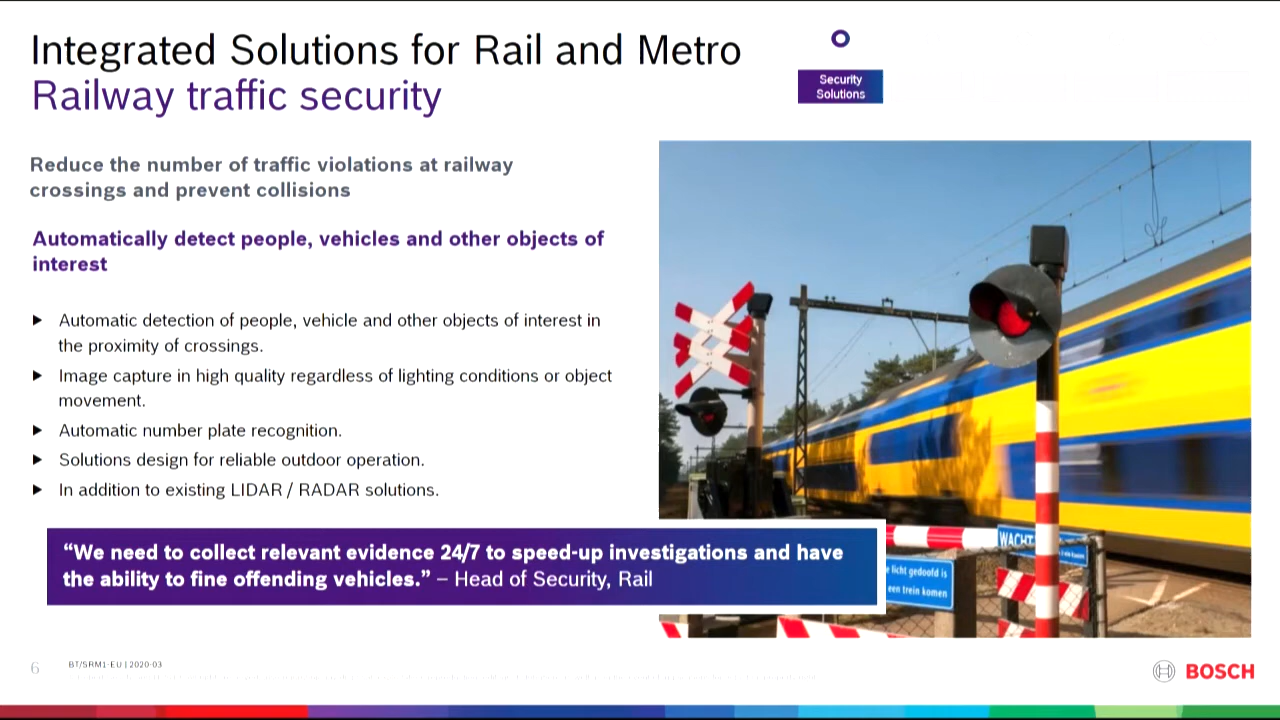 Integrated Solutions for Rail and Metro
Railway traffic security
Security
Solutions
Reduce the number of traffic violations at railway
crossings and prevent collisions
Automatically detect people, vehicles and other objects of
interest
► Automatic detection of people, vehicle and other objects of interest in
the proximity of crossings.
► Image capture in high quality regardless of lighting conditions or object
movement.
► Automatic number plate recognition.
► Solutions design for reliable outdoor operation.
► In addition to existing LIDAR / RADAR solutions.
“We need to collect relevant evidence 24/7 to speed-up investigations and have
the ability to fine offending vehicles.” – Head of Security, Rail
WACHT
licht gedoofd is
een trein komen
6
BT/SRM1-EU | 2020-03
BOSCH